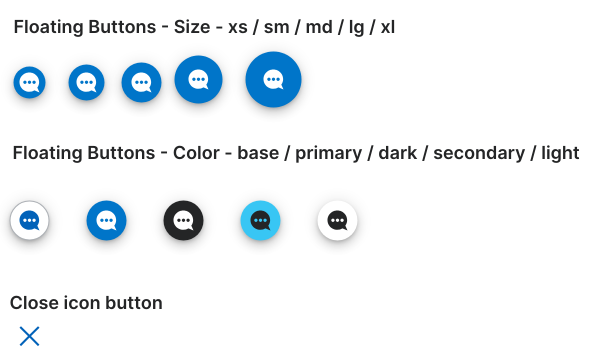 Floating Buttons - Size - xs / sm / md / lg / xl
Floating Buttons - Color - base / primary / dark / secondary / light
Close icon button